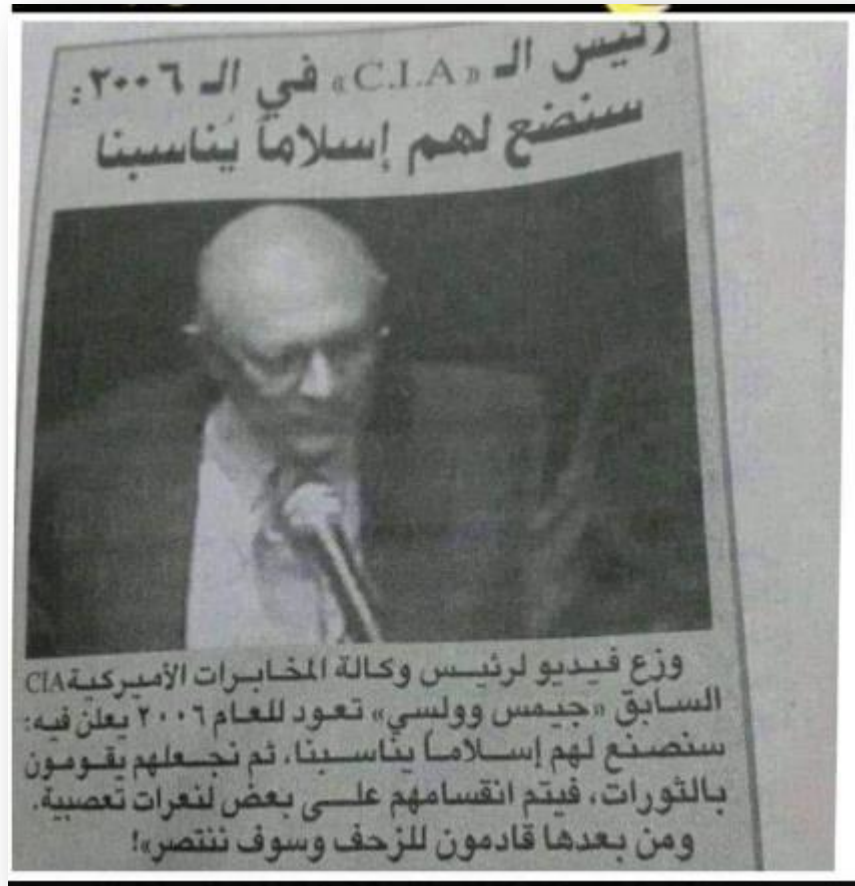 رئيس الـ «C.I.A» في الـ ٢٠٠٦:
سنضع لهم إسلاماً يُناسبنا
وزع فيديو لرئيس وكالة المخابرات الأميركية CIA
السابق «جيمس وولسي» تعود للعام ٢٠٠٦ يعلن فيه:
سنصنع لهم إسلاماً يناسبنا، ثم نجعلهم يقومون
بالثورات، فيتم انقسامهم على بعض لنعرات تعصبية.
ومن بعدها قادمون للزحف وسوف ننتصر»!